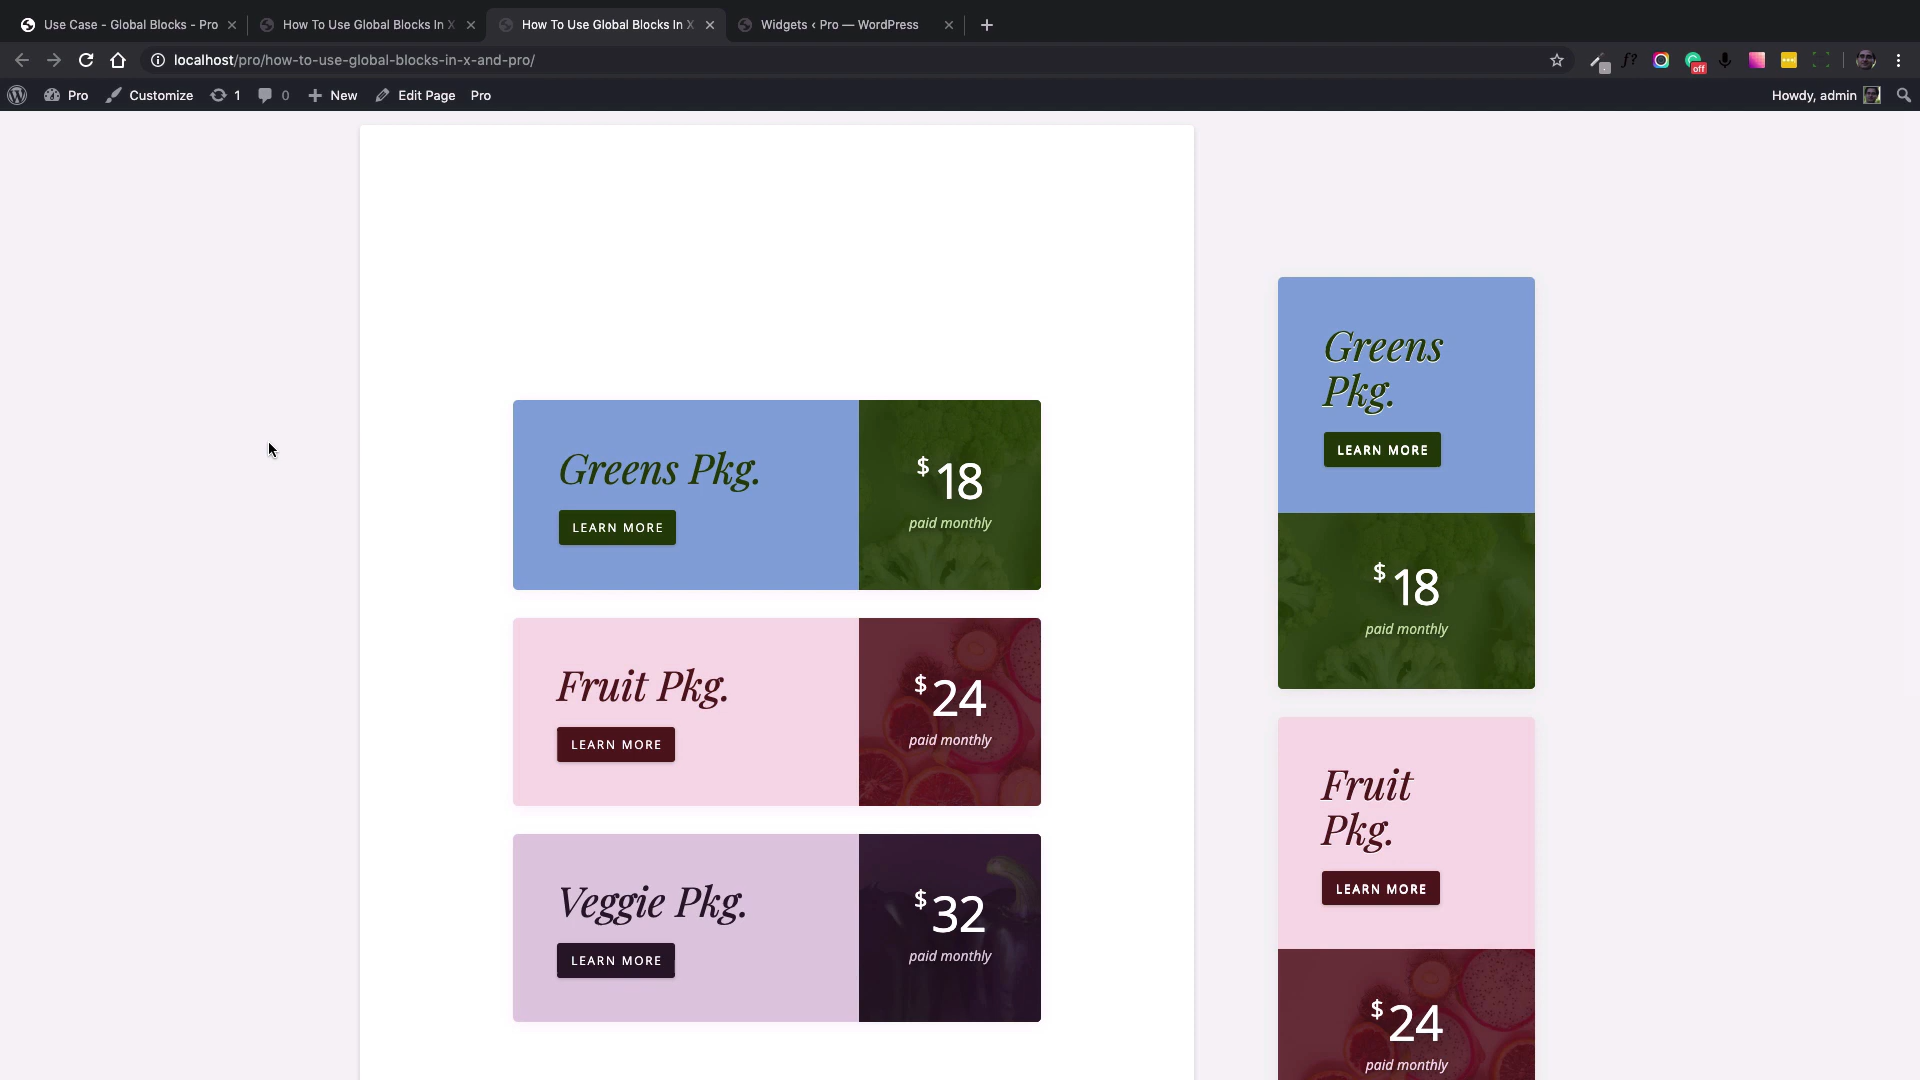 Use Case - Global Blocks - Pro
How To Use Global Blocks In X
How To Use Global Blocks In X
Widgets ‹ Pro — WordPress
localhost/pro/how-to-use-global-blocks-in-x-and-pro/
f?
off
Pro
Customize
1
0
New
Edit Page
Pro
Howdy, admin
Greens Pkg.
LEARN MORE
$18
paid monthly
Fruit Pkg.
LEARN MORE
$24
paid monthly
Veggie Pkg.
LEARN MORE
$32
paid monthly
Greens
Pkg.
LEARN MORE
$18
paid monthly
Fruit
Pkg.
LEARN MORE
$24
paid monthly